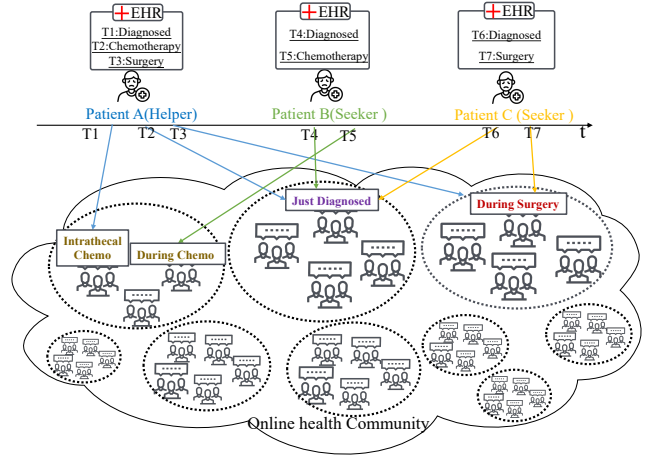 EHR
T1:Diagnosed
T2:Chemotherapy
T3:Surgery
EHR
T4:Diagnosed
T5:Chemotherapy
EHR
T6:Diagnosed
T7:Surgery
Patient A(Helper)
Patient B(Seeker )
Patient C (Seeker )
T1
T2
T3
T4
T5
T6
T7
t
Just Diagnosed
During Surgery
Intrathecal
Chemo
During Chemo
Online health Community